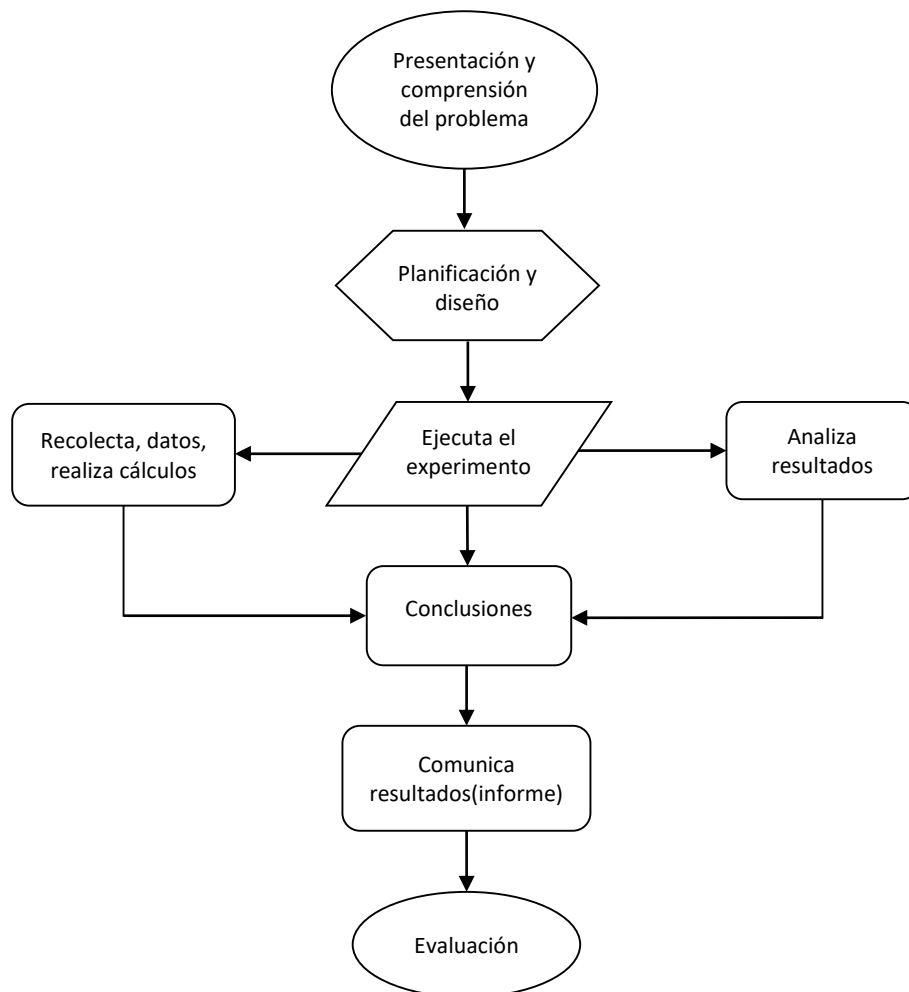 Presentación y
comprensión
del problema
Planificación y
diseño
Recolecta, datos,
realiza cálculos
Ejecuta el
experimento
Analiza
resultados
Conclusiones
Comunica
resultados(informe)
Evaluación